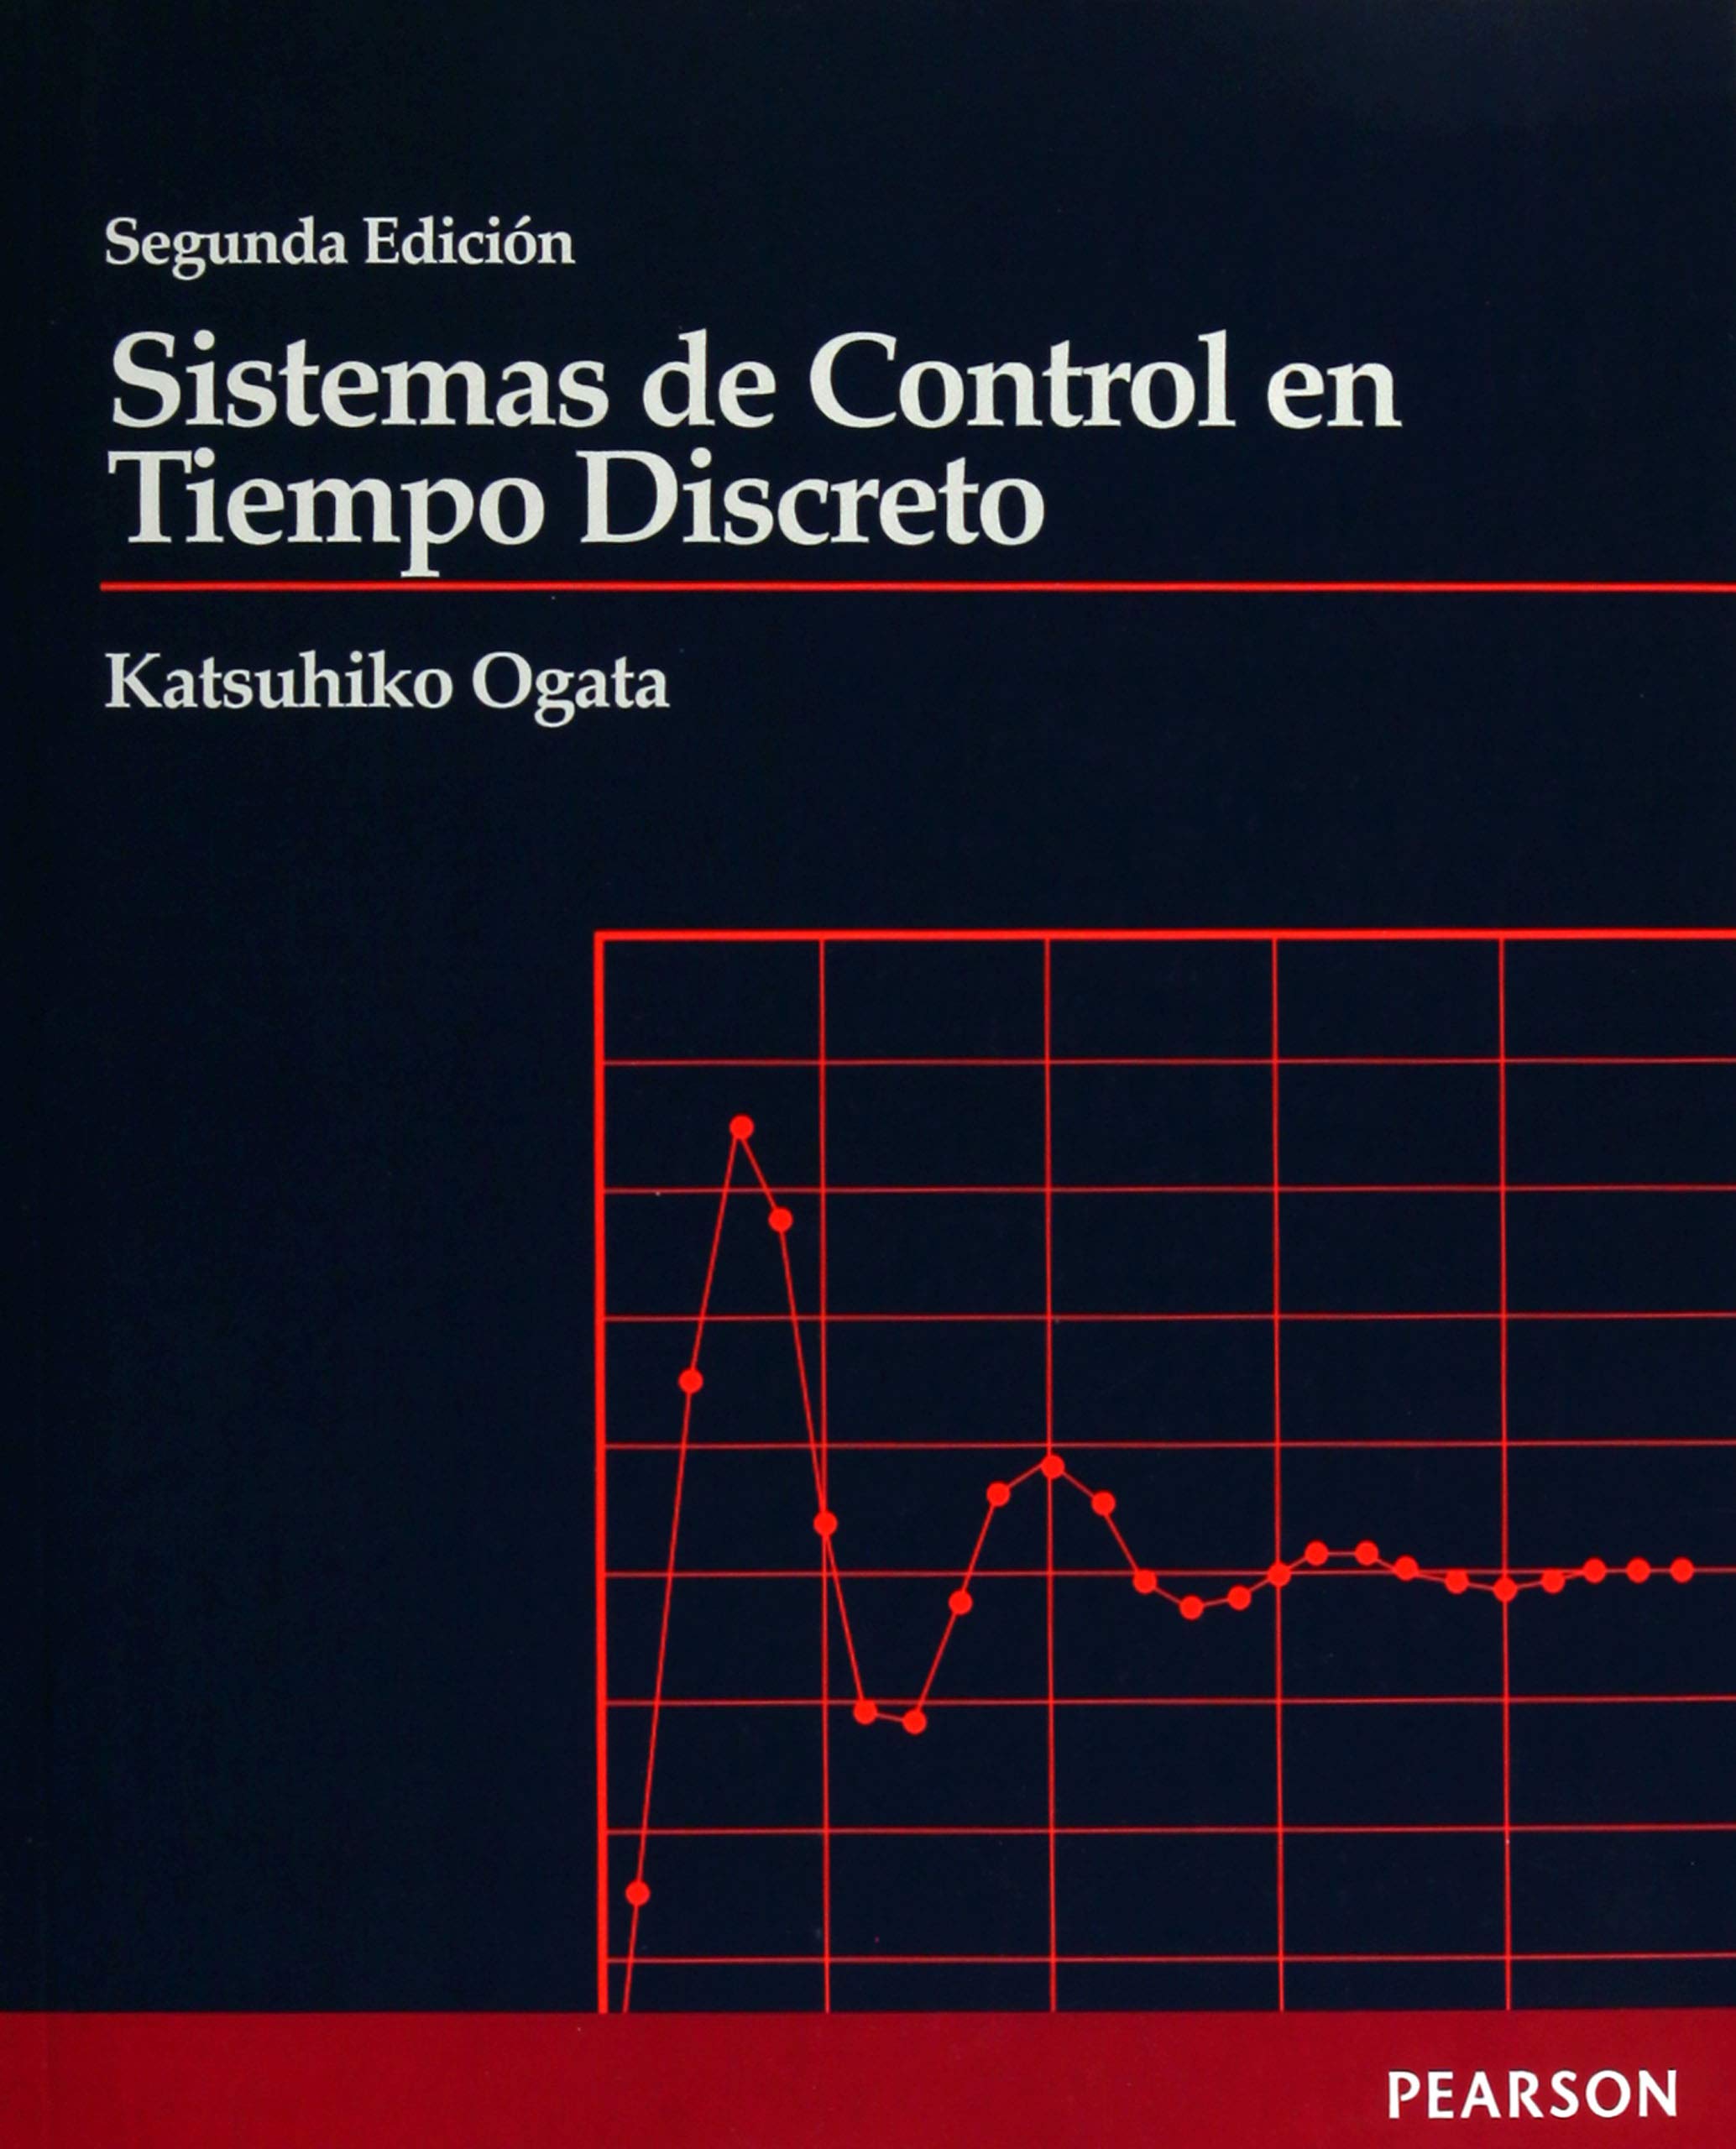 Segunda Edición
Sistemas de Control en
Tiempo Discreto
Katsuhiko Ogata
PEARSON